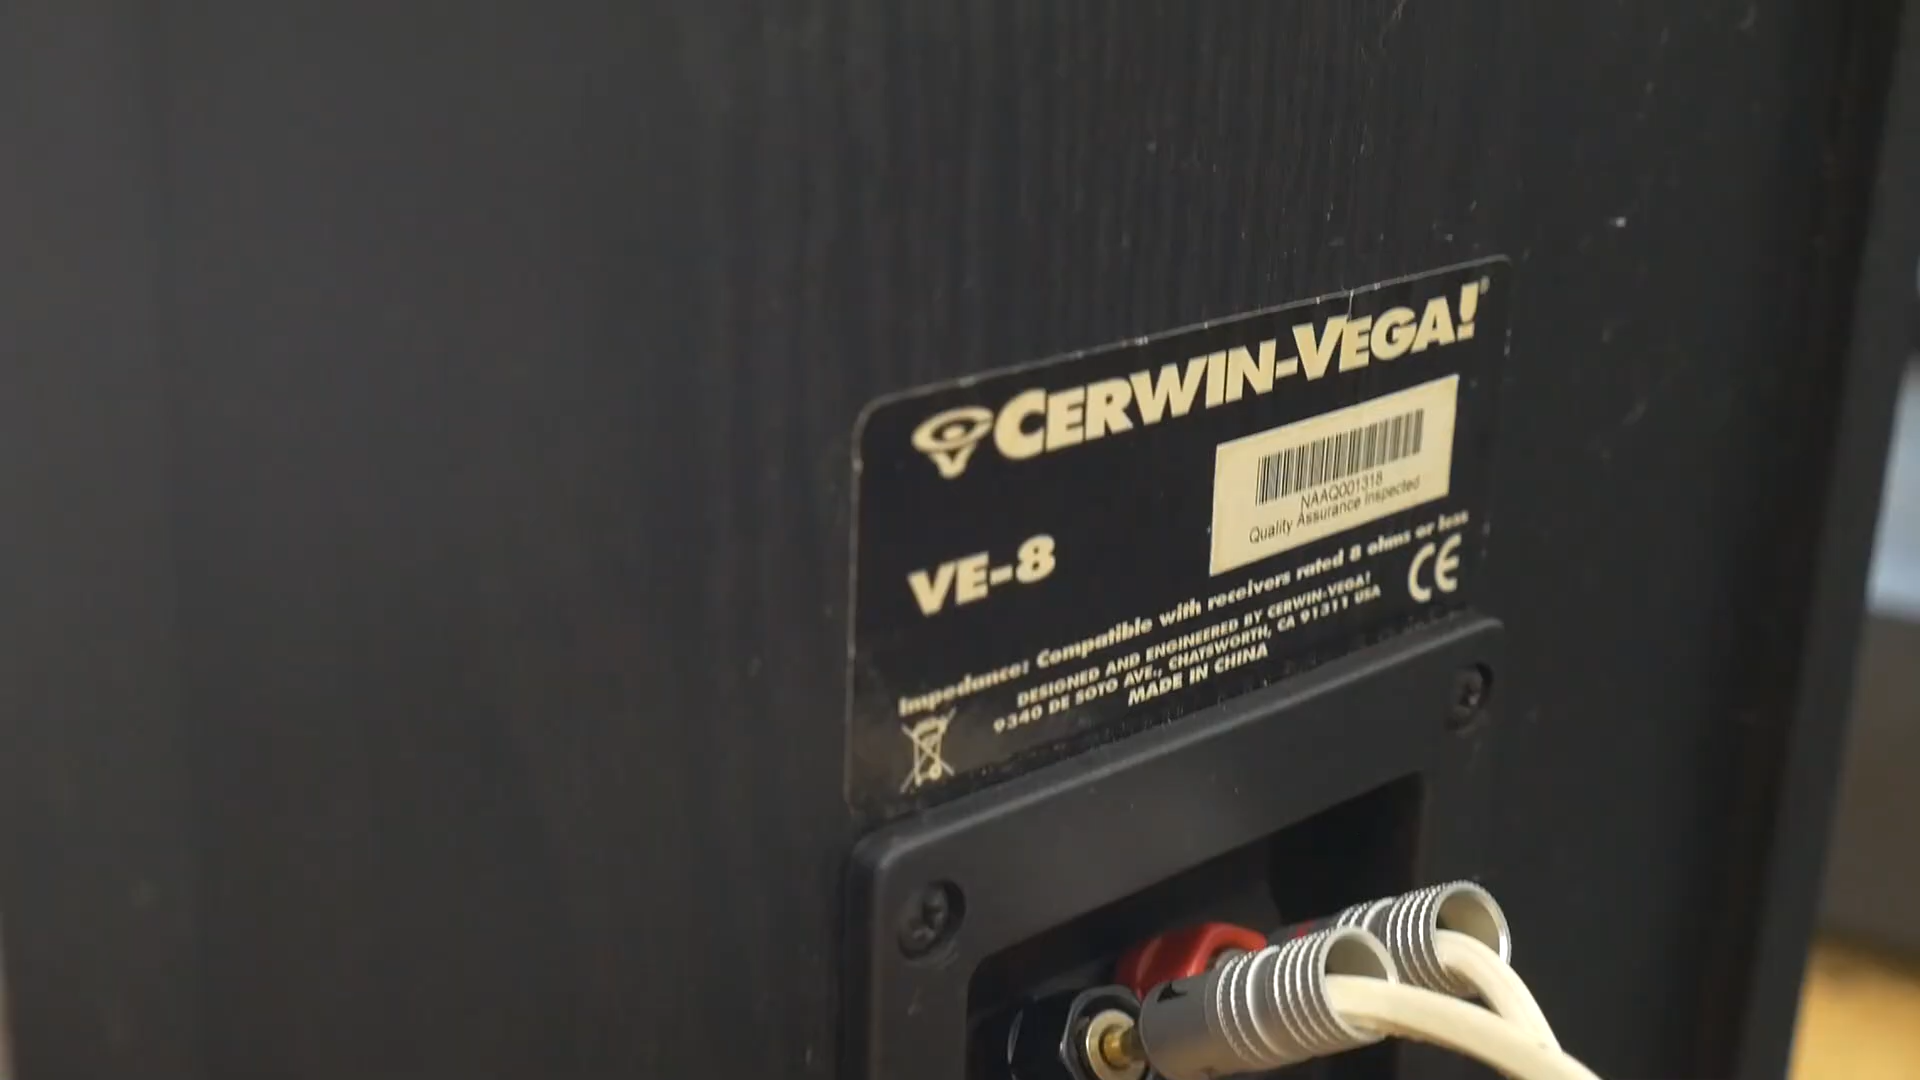 CERWIN-VEGA!
NAAQ001318
Quality Assurance Inspected
VE-8
Impedance: Compatible with receivers rated 8 ohms or less
DESIGNED AND ENGINEERED BY CERWIN-VEGA!
9340 DE SOTO AVE., CHATSWORTH, CA 91311 USA
MADE IN CHINA
CE